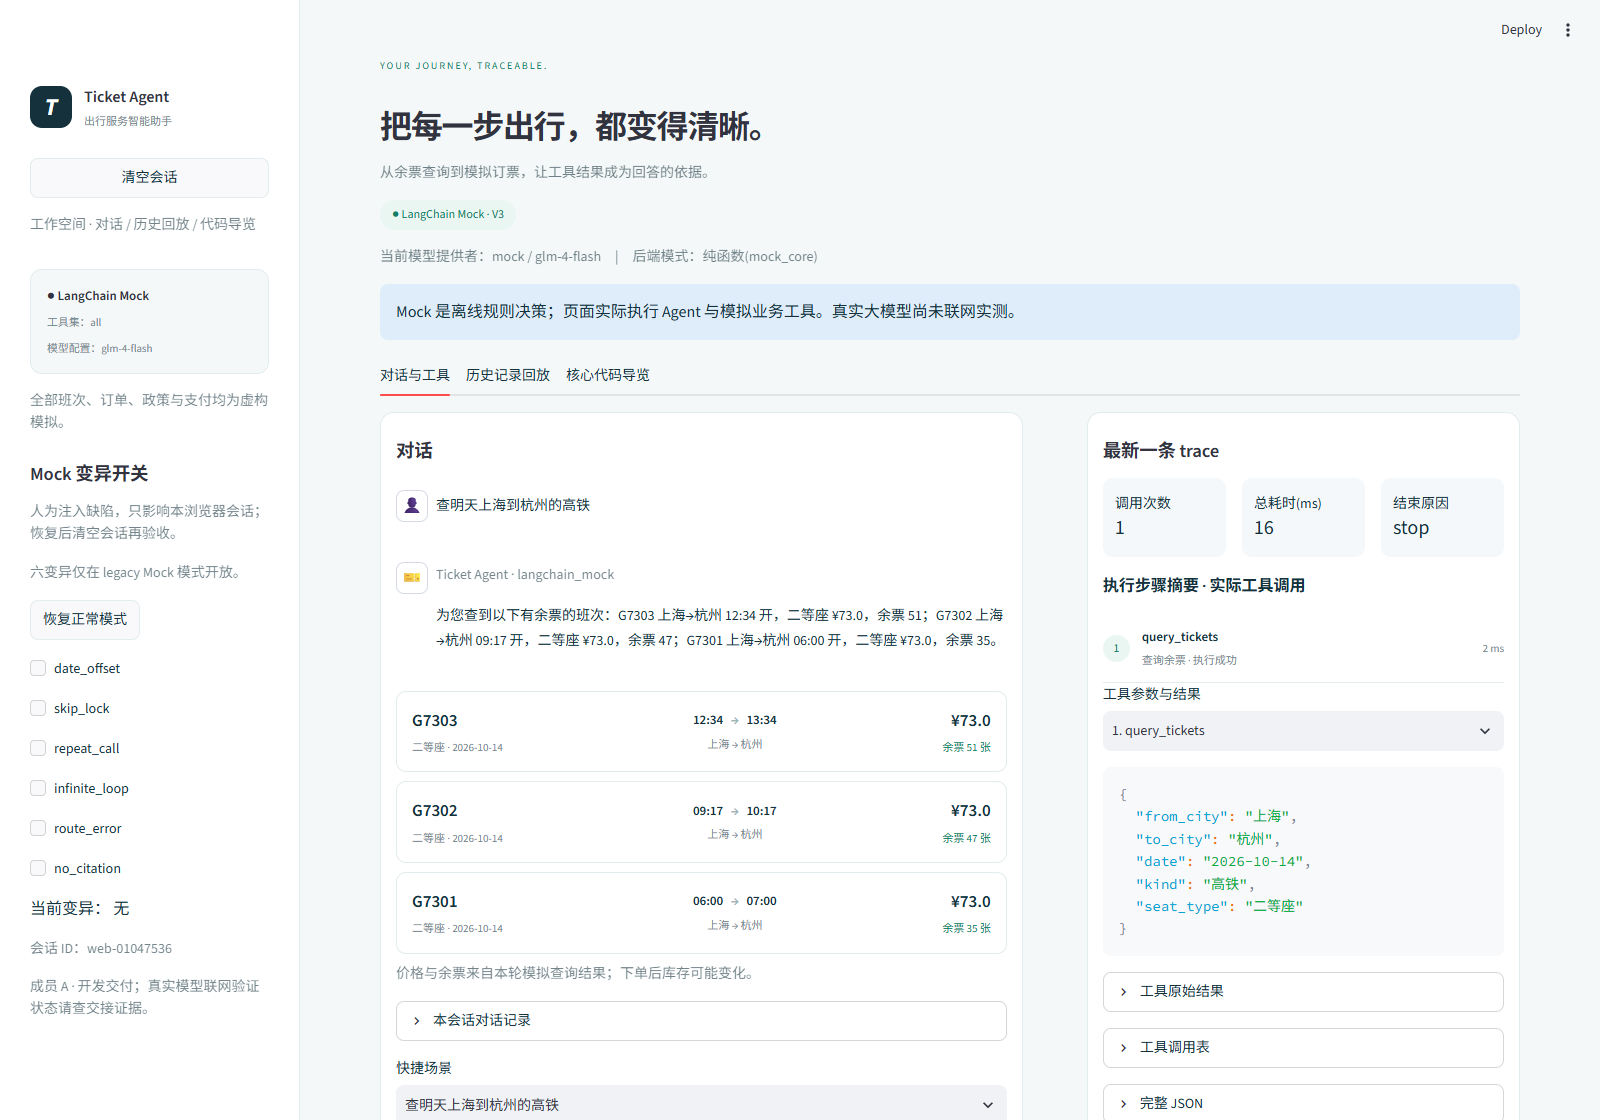 Deploy
T
Ticket Agent
出行服务智能助手
清空会话
工作空间 · 对话 / 历史回放 / 代码导览
● LangChain Mock
工具集：all
模型配置：glm-4-flash
全部班次、订单、政策与支付均为虚构
模拟。
Mock 变异开关
人为注入缺陷，只影响本浏览器会话；
恢复后清空会话再验收。
六变异仅在 legacy Mock 模式开放。
恢复正常模式
date_offset
skip_lock
repeat_call
infinite_loop
route_error
no_citation
当前变异： 无
会话 ID：web-01047536
成员 A · 开发交付；真实模型联网验证
状态请查交接证据。
YOUR JOURNEY, TRACEABLE.
把每一步出行，都变得清晰。
从余票查询到模拟订票，让工具结果成为回答的依据。
● LangChain Mock · V3
当前模型提供者：mock / glm-4-flash ｜ 后端模式：纯函数(mock_core)
Mock 是离线规则决策；页面实际执行 Agent 与模拟业务工具。真实大模型尚未联网实测。
对话与工具 历史记录回放 核心代码导览
对话
查明天上海到杭州的高铁
Ticket Agent · langchain_mock
为您查到以下有余票的班次：G7303 上海→杭州 12:34 开，二等座 ¥73.0，余票 51；G7302 上海
→杭州 09:17 开，二等座 ¥73.0，余票 47；G7301 上海→杭州 06:00 开，二等座 ¥73.0，余票 35。
G7303 12:34 → 13:34 ¥73.0
二等座 · 2026-10-14 上海 → 杭州 余票 51 张
G7302 09:17 → 10:17 ¥73.0
二等座 · 2026-10-14 上海 → 杭州 余票 47 张
G7301 06:00 → 07:00 ¥73.0
二等座 · 2026-10-14 上海 → 杭州 余票 35 张
价格与余票来自本轮模拟查询结果；下单后库存可能变化。
本会话对话记录
快捷场景
查明天上海到杭州的高铁
最新一条 trace
调用次数 总耗时(ms) 结束原因
1 16 stop
执行步骤摘要 · 实际工具调用
1 query_tickets 2 ms
查询余票 · 执行成功
工具参数与结果
1. query_tickets
{
"from_city": "上海",
"to_city": "杭州",
"date": "2026-10-14",
"kind": "高铁",
"seat_type": "二等座"
}
工具原始结果
工具调用表
完整 JSON